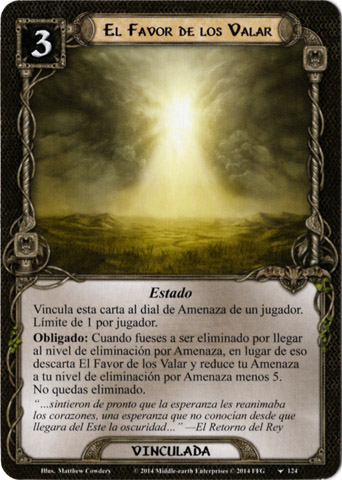 3
El Favor de los Valar
Estado
Vincula esta carta al dial de Amenaza de un jugador.
Límite de 1 por jugador.
Obligado: Cuando fueses a ser eliminado por llegar
al nivel de eliminación por Amenaza, en lugar de eso
descarta El Favor de los Valar y reduce tu Amenaza
a tu nivel de eliminación por Amenaza menos 5.
No quedas eliminado.
“...sintieron de pronto que la esperanza les reanimaba
los corazones, una esperanza que no conocían desde que
llegara del Este la oscuridad...” —El Retorno del Rey
VINCULADA
Illus. Matthew Cowdery © 2014 Middle-earth Enterprises © 2014 FFG 124